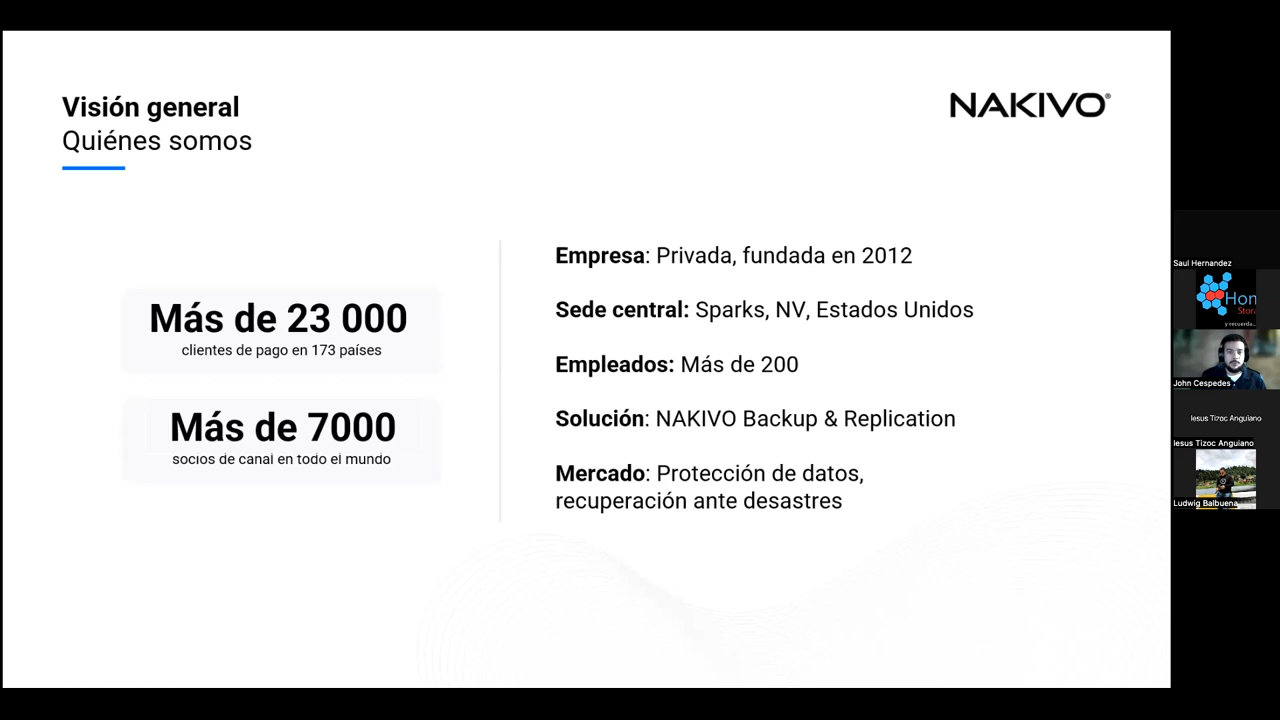 Visión general
Quiénes somos
NAKIVO®
Más de 23 000
clientes de pago en 173 países
Más de 7000
socios de canal en todo el mundo
Empresa: Privada, fundada en 2012
Sede central: Sparks, NV, Estados Unidos
Empleados: Más de 200
Solución: NAKIVO Backup & Replication
Mercado: Protección de datos,
recuperación ante desastres
Saul Hernandez
Hon
Stora
y recuerda...
John Cespedes
Iesus Tizoc Anguiano
Iesus Tizoc Anguiano
Ludwig Balbuena